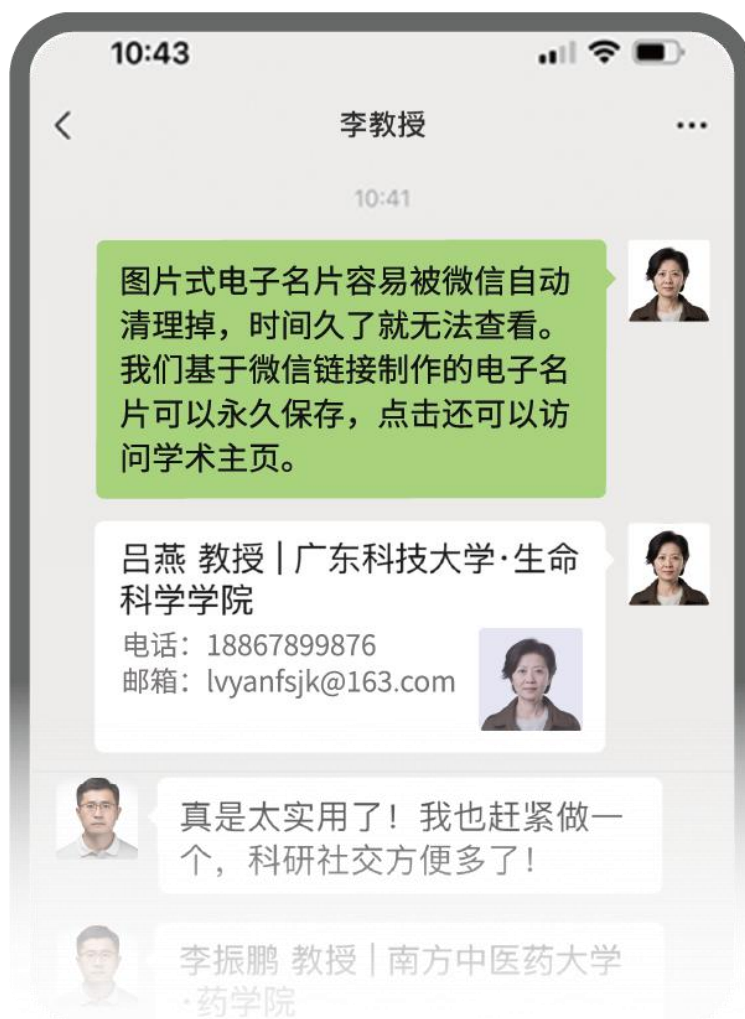 10:43
李教授
10:41
图片式电子名片容易被微信自动
清理掉，时间久了就无法查看。
我们基于微信链接制作的电子名
片可以永久保存，点击还可以访
问学术主页。
吕燕 教授 | 广东科技大学·生命
科学学院
电话：18867899876
邮箱：lvyanfsjk@163.com
真是太实用了！我也赶紧做一
个，科研社交方便多了！
李振鹏 教授 | 南方中医药大学
·药学院